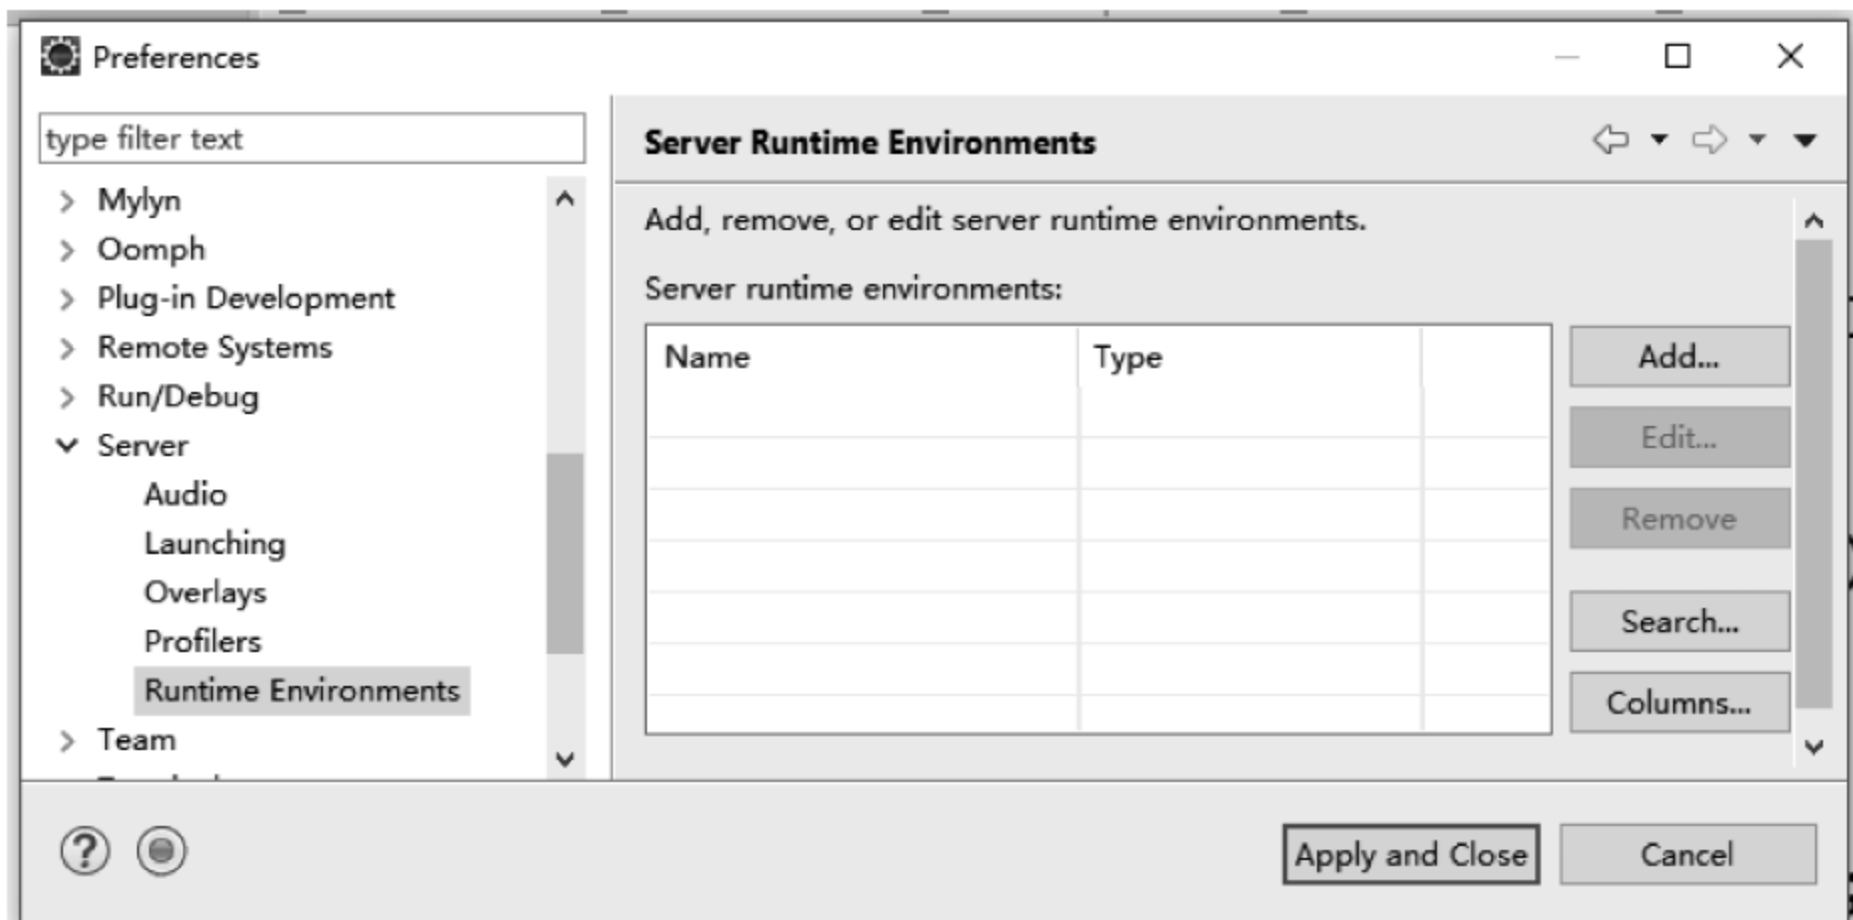 Preferences
type filter text
Mylyn
Oomph
Plug-in Development
Remote Systems
Run/Debug
Server
Audio
Launching
Overlays
Profilers
Runtime Environments
Team
Server Runtime Environments
Add, remove, or edit server runtime environments.
Server runtime environments:
Name Type
Add...
Edit...
Remove
Search...
Columns...
?
Apply and Close
Cancel